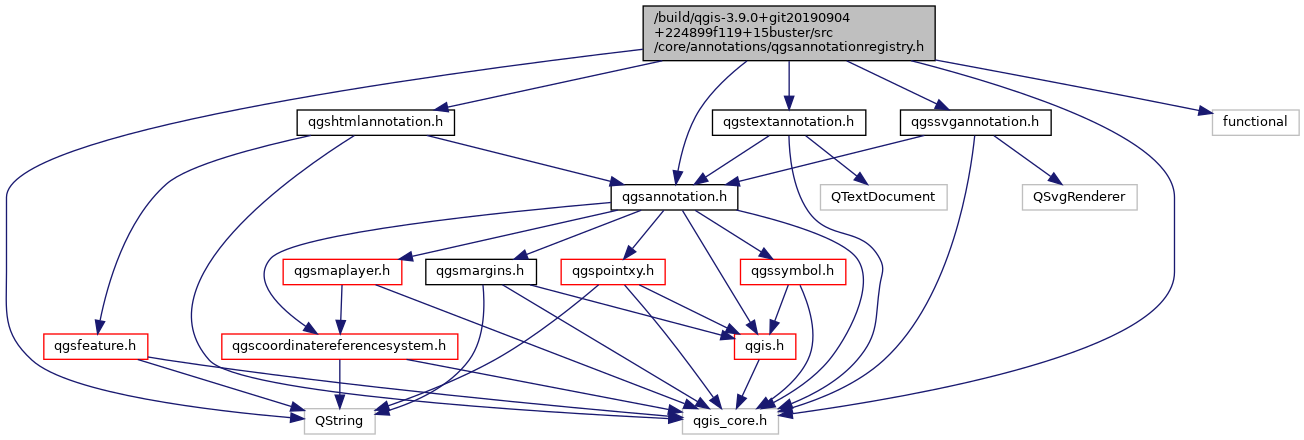 /build/qgis-3.9.0+git20190904
+224899f119+15buster/src
/core/annotations/qgsannotationregistry.h
qgshtmlannotation.h
qgstextannotation.h
qgssvgannotation.h
functional
qgsannotation.h
QTextDocument
QSvgRenderer
qgsmaplayer.h
qgsmargins.h
qgspointxy.h
qgssymbol.h
qgsfeature.h
qgscoordinatereferencesystem.h
qgis.h
QString
qgis_core.h